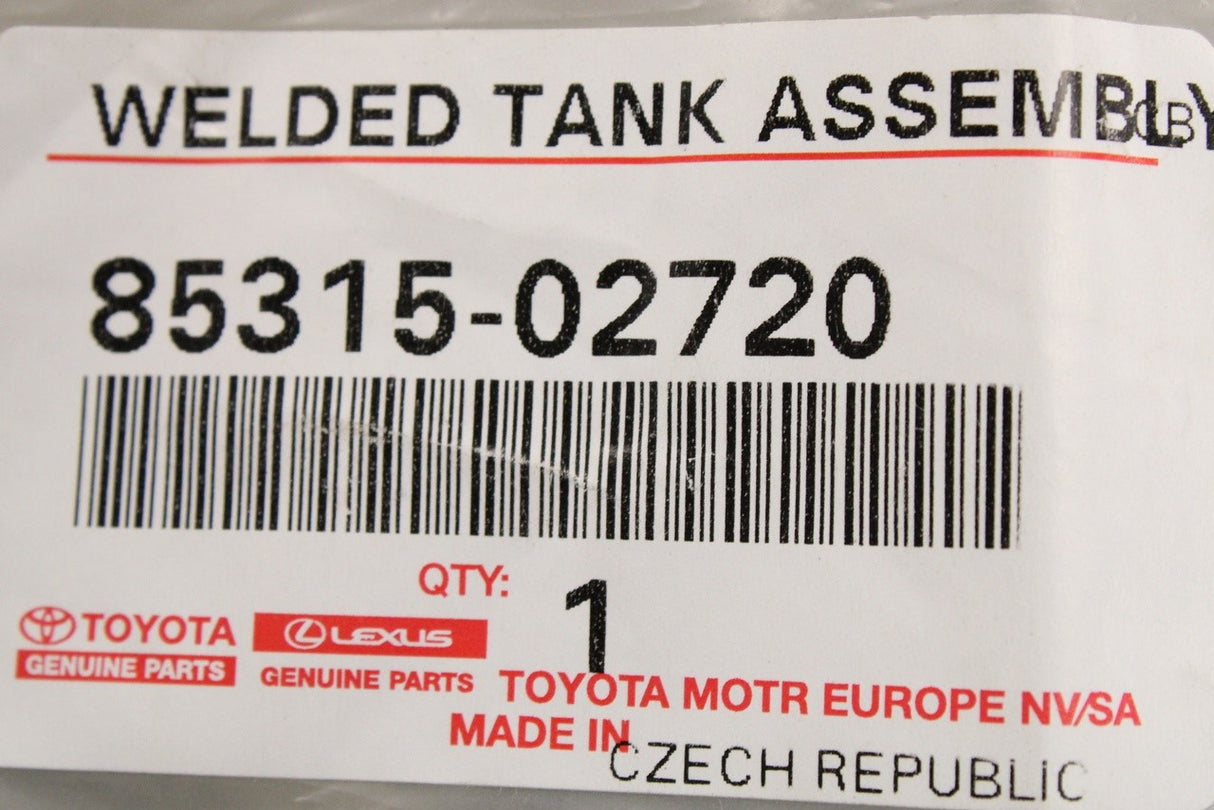 WELDED TANK ASSEMBLY
85315-02720
QTY: 1
TOYOTA
GENUINE PARTS
LEXUS
GENUINE PARTS
TOYOTA MOTR EUROPE NV/SA
MADE IN CZECH REPUBLIC